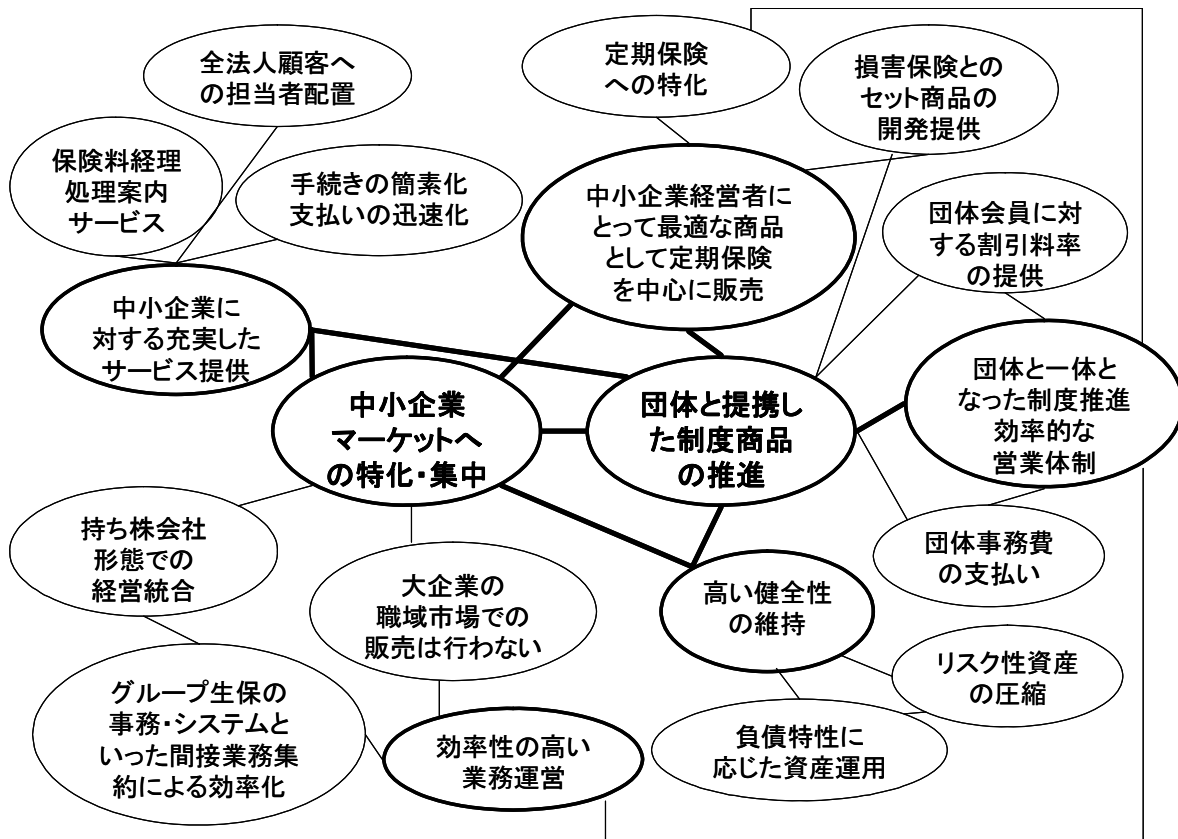 全法人顧客へ
の担当者配置
定期保険
への特化
損害保険との
セット商品の
開発提供
保険料経理
処理案内
サービス
手続きの簡素化
支払いの迅速化
中小企業経営者に
とって最適な商品
として定期保険
を中心に販売
団体会員に対
する割引料率
の提供
中小企業に
対する充実した
サービス提供
中小企業
マーケットへ
の特化・集中
団体と提携し
た制度商品
の推進
団体と一体と
なった制度推進
効率的な
営業体制
持ち株会社
形態での
経営統合
大企業の
職域市場での
販売は行わない
高い健全性
の維持
団体事務費
の支払い
リスク性資産
の圧縮
グループ生保の
事務・システムと
いった間接業務集
約による効率化
効率性の高い
業務運営
負債特性に
応じた資産運用